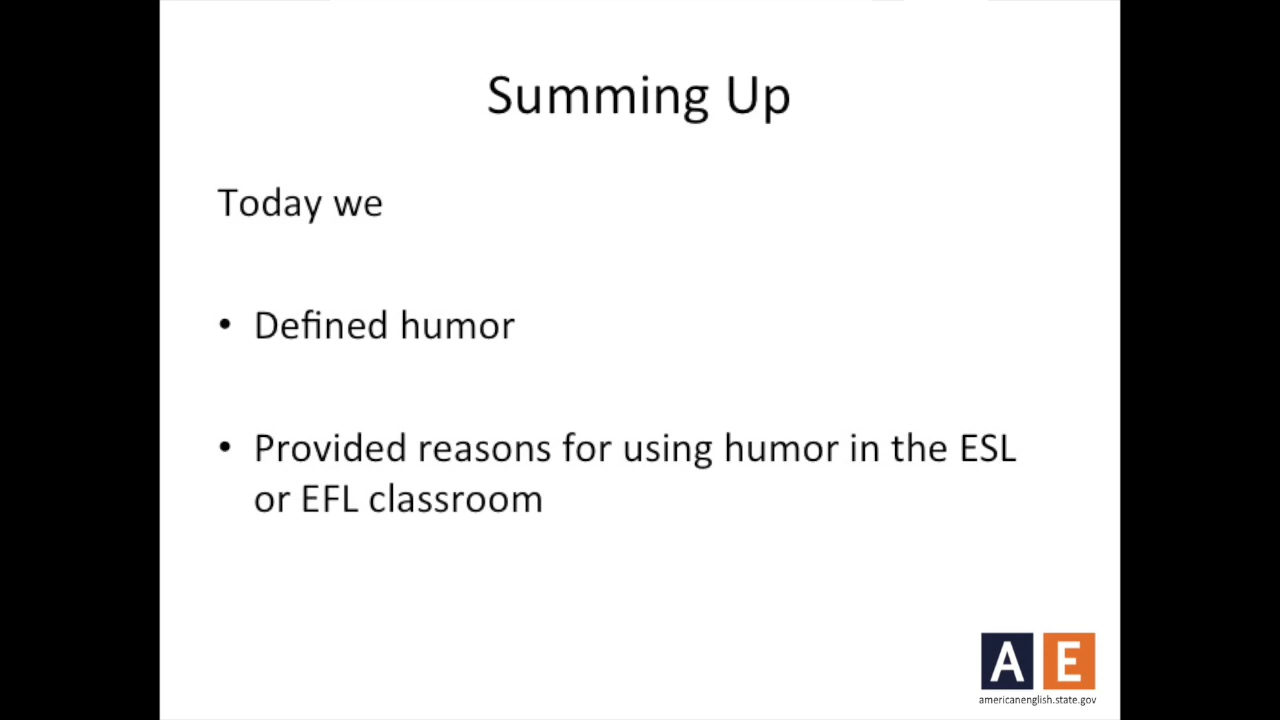 Summing Up
Today we
• Defined humor
• Provided reasons for using humor in the ESL
or EFL classroom
A E
americanenglish.state.gov